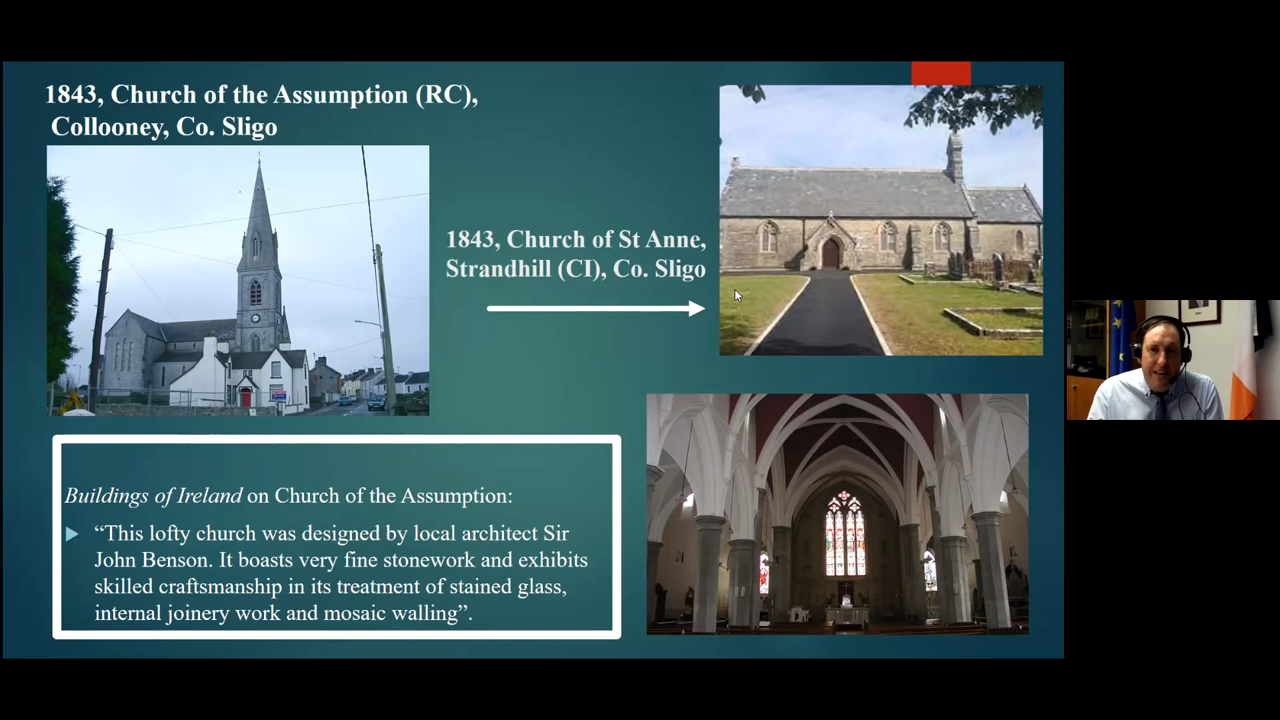 1843, Church of the Assumption (RC),
Collooney, Co. Sligo
1843, Church of St Anne,
Strandhill (CI), Co. Sligo
Buildings of Ireland on Church of the Assumption:
“This lofty church was designed by local architect Sir
John Benson. It boasts very fine stonework and exhibits
skilled craftsmanship in its treatment of stained glass,
internal joinery work and mosaic walling”.